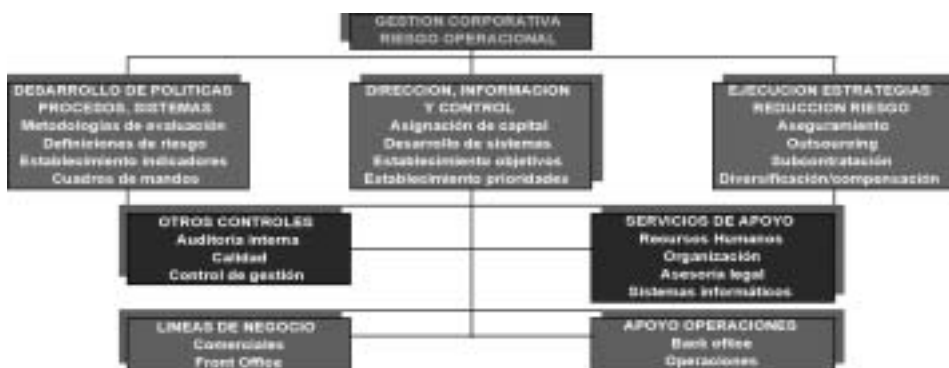 GESTION CORPORATIVA
RIESGO OPERACIONAL
DESARROLLO DE POLITICAS
PROCESOS, SISTEMAS
Metodologías de evaluación
Definiciones de riesgo
Establecimiento indicadores
Cuadros de mandos
DIRECCION, INFORMACION
Y CONTROL
Asignación de capital
Desarrollo de sistemas
Establecimiento objetivos
Establecimiento prioridades
EJECUCION ESTRATEGIAS
REDUCCION RIESGO
Aseguramiento
Outsourcing
Subcontratación
Diversificación/compensación
OTROS CONTROLES
Auditoria interna
Calidad
Control de gestión
SERVICIOS DE APOYO
Recursos Humanos
Organización
Asesoria legal
Sistemas informáticos
LINEAS DE NEGOCIO
Comerciales
Front Office
APOYO OPERACIONES
Back office
Operaciones